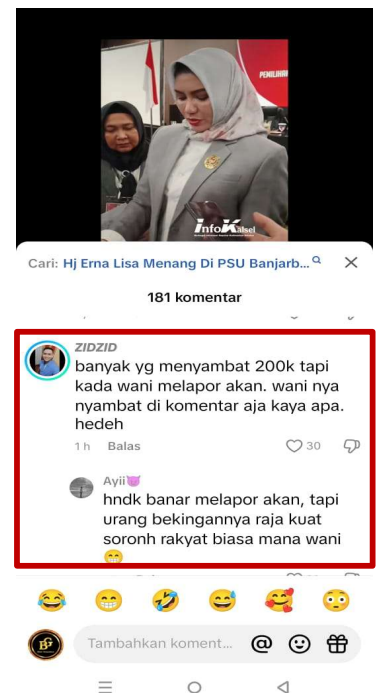 PEMILIHAN
InfoKalsel
Cari: Hj Erna Lisa Menang Di PSU Banjarb...
181 komentar
ZIDZID
banyak yg menyambat 200k tapi
kada wani melapor akan. wani nya
nyambat di komentar aja kaya apa.
hedeh
1 h Balas 30
Ayii😈
hndk banar melapor akan, tapi
urang bekingannya raja kuat
soronh rakyat biasa mana wani
😁
😂 😁 🤣 😅 🥰 😳
Tambahkan koment... @